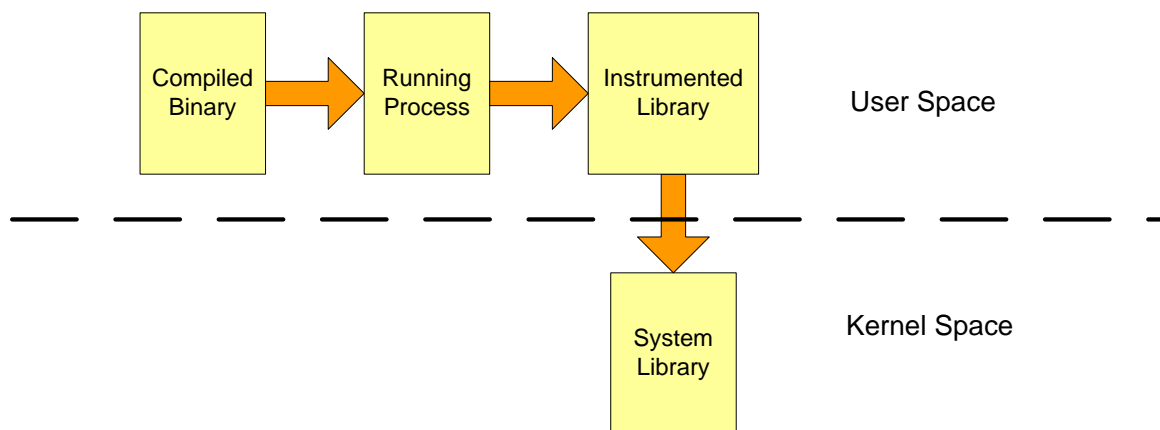 Compiled
Binary
Running
Process
Instrumented
Library
User Space
System
Library
Kernel Space